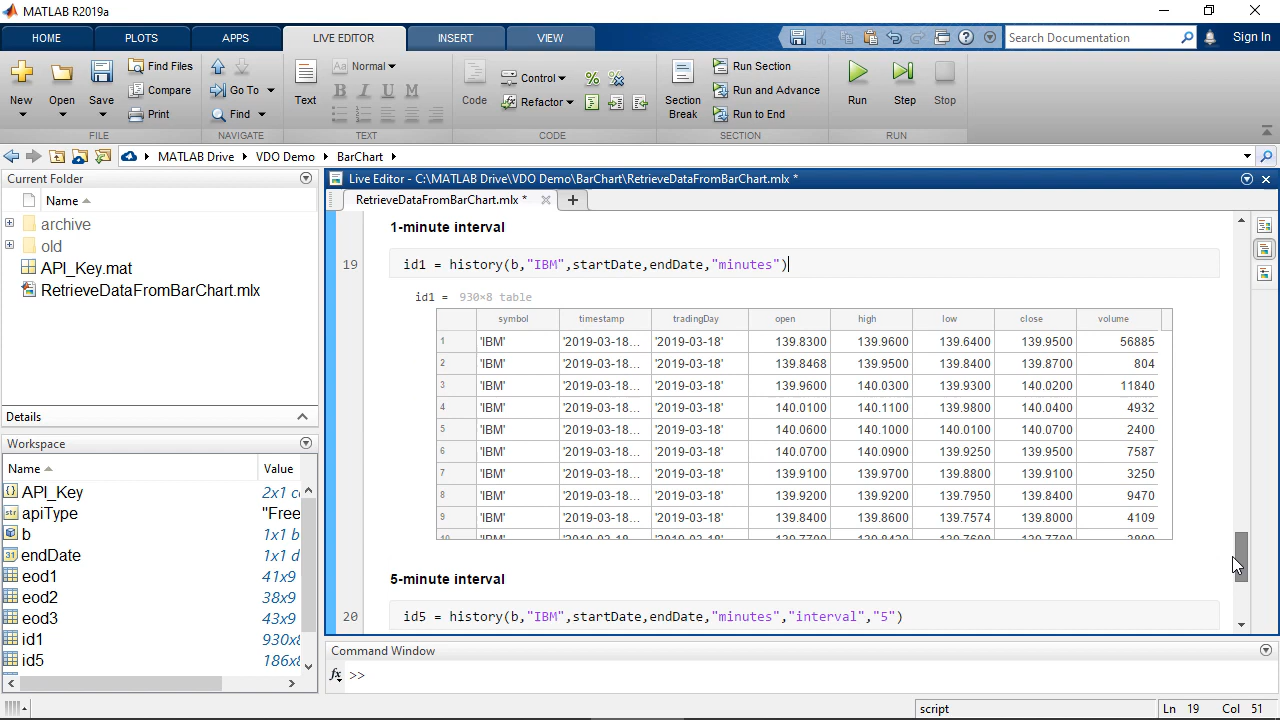 MATLAB R2019a
HOME PLOTS APPS LIVE EDITOR INSERT VIEW Search Documentation Sign In
New Open Save Find Files Compare Print
FILE
Go To Find
NAVIGATE
Text Aa Normal B I U M
TEXT
Code Control Refactor
CODE
Section Break Run Section Run and Advance Run to End
SECTION
Run Step Stop
RUN
MATLAB Drive VDO Demo BarChart
Current Folder
Name
archive
old
API_Key.mat
RetrieveDataFromBarChart.mlx
Details
Workspace
Name Value
API_Key 2x1 c
apiType "Free
b 1x1 b
endDate 1x1 d
eod1 41x9
eod2 38x9
eod3 43x9
id1 930x8
id5 186x8
Live Editor - C:\MATLAB Drive\VDO Demo\BarChart\RetrieveDataFromBarChart.mlx *
RetrieveDataFromBarChart.mlx * × +
1-minute interval
19 id1 = history(b,"IBM",startDate,endDate,"minutes")
id1 = 930×8 table
symbol timestamp tradingDay open high low close volume
1 'IBM' '2019-03-18... '2019-03-18' 139.8300 139.9600 139.6400 139.9500 56885
2 'IBM' '2019-03-18... '2019-03-18' 139.8468 139.9500 139.8400 139.8700 804
3 'IBM' '2019-03-18... '2019-03-18' 139.9600 140.0300 139.9300 140.0200 11840
4 'IBM' '2019-03-18... '2019-03-18' 140.0100 140.1100 139.9800 140.0400 4932
5 'IBM' '2019-03-18... '2019-03-18' 140.0600 140.1000 140.0100 140.0700 2400
6 'IBM' '2019-03-18... '2019-03-18' 140.0700 140.0900 139.9250 139.9500 7587
7 'IBM' '2019-03-18... '2019-03-18' 139.9100 139.9700 139.8800 139.9100 3250
8 'IBM' '2019-03-18... '2019-03-18' 139.9200 139.9200 139.7950 139.8400 9470
9 'IBM' '2019-03-18... '2019-03-18' 139.8400 139.8600 139.7574 139.8000 4109
5-minute interval
20 id5 = history(b,"IBM",startDate,endDate,"minutes","interval","5")
Command Window
fx >>
script Ln 19 Col 51